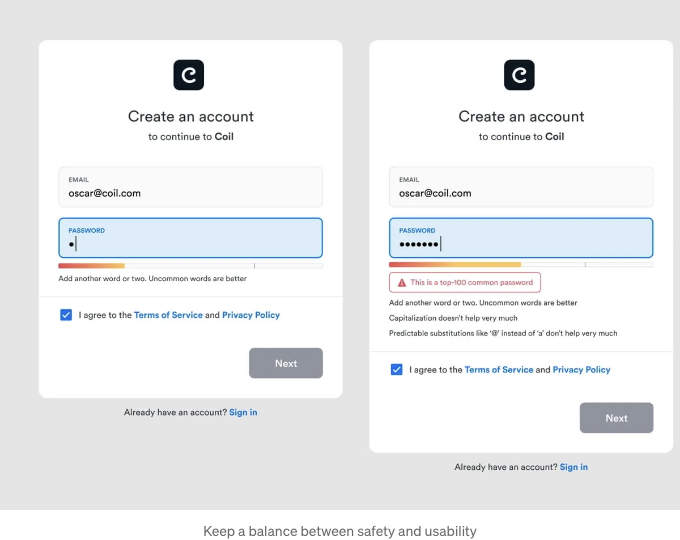 Create an account
to continue to Coil
EMAIL
oscar@coil.com
PASSWORD
Add another word or two. Uncommon words are better
I agree to the Terms of Service and Privacy Policy
Next
Already have an account? Sign in
Create an account
to continue to Coil
EMAIL
oscar@coil.com
PASSWORD
This is a top-100 common password
Add another word or two. Uncommon words are better
Capitalization doesn't help very much
Predictable substitutions like '@' instead of 'a' don't help very much
I agree to the Terms of Service and Privacy Policy
Next
Already have an account? Sign in
Keep a balance between safety and usability